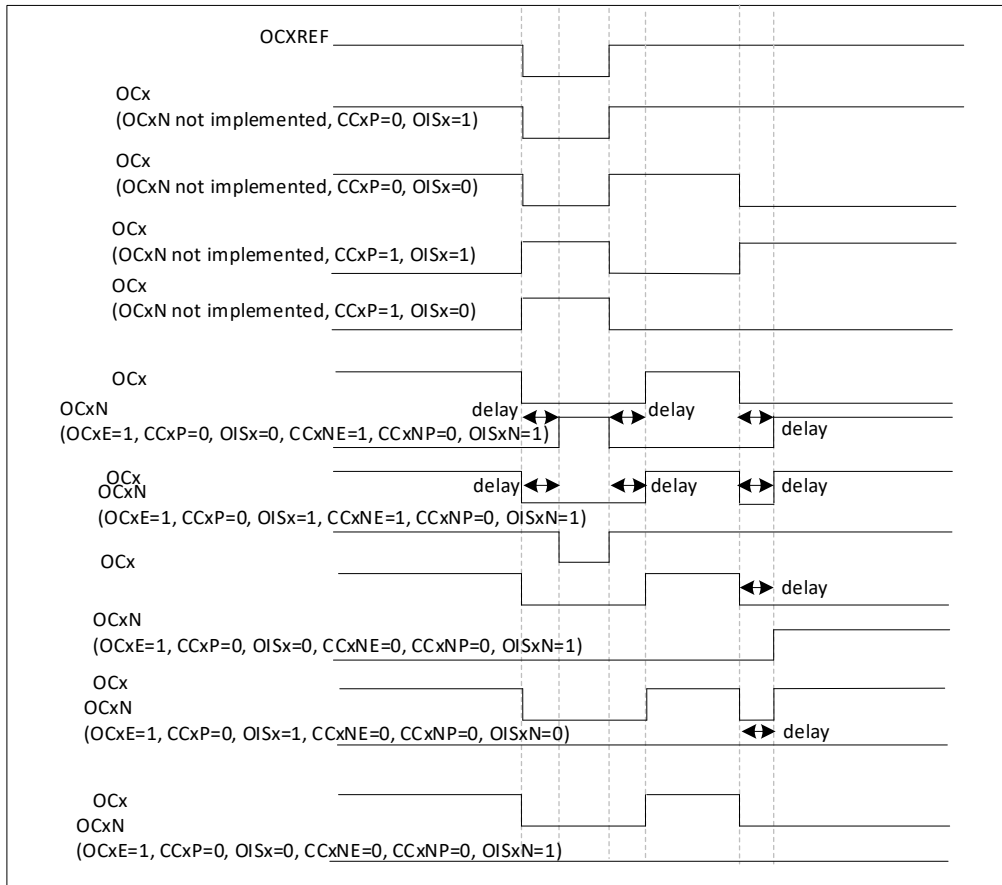 OCXREF
OCx
(OCxN not implemented, CCxP=0, OISx=1)
OCx
(OCxN not implemented, CCxP=0, OISx=0)
OCx
(OCxN not implemented, CCxP=1, OISx=1)
OCx
(OCxN not implemented, CCxP=1, OISx=0)
OCx
OCxN
delay
delay
delay
(OCxE=1, CCxP=0, OISx=0, CCxNE=1, CCxNP=0, OISxN=1)
OCx
delay
delay
delay
OCxN
(OCxE=1, CCxP=0, OISx=1, CCxNE=1, CCxNP=0, OISxN=1)
OCx
delay
OCxN
(OCxE=1, CCxP=0, OISx=0, CCxNE=0, CCxNP=0, OISxN=1)
OCx
OCxN
(OCxE=1, CCxP=0, OISx=1, CCxNE=0, CCxNP=0, OISxN=0)
delay
OCx
OCxN
(OCxE=1, CCxP=0, OISx=0, CCxNE=0, CCxNP=0, OISxN=1)